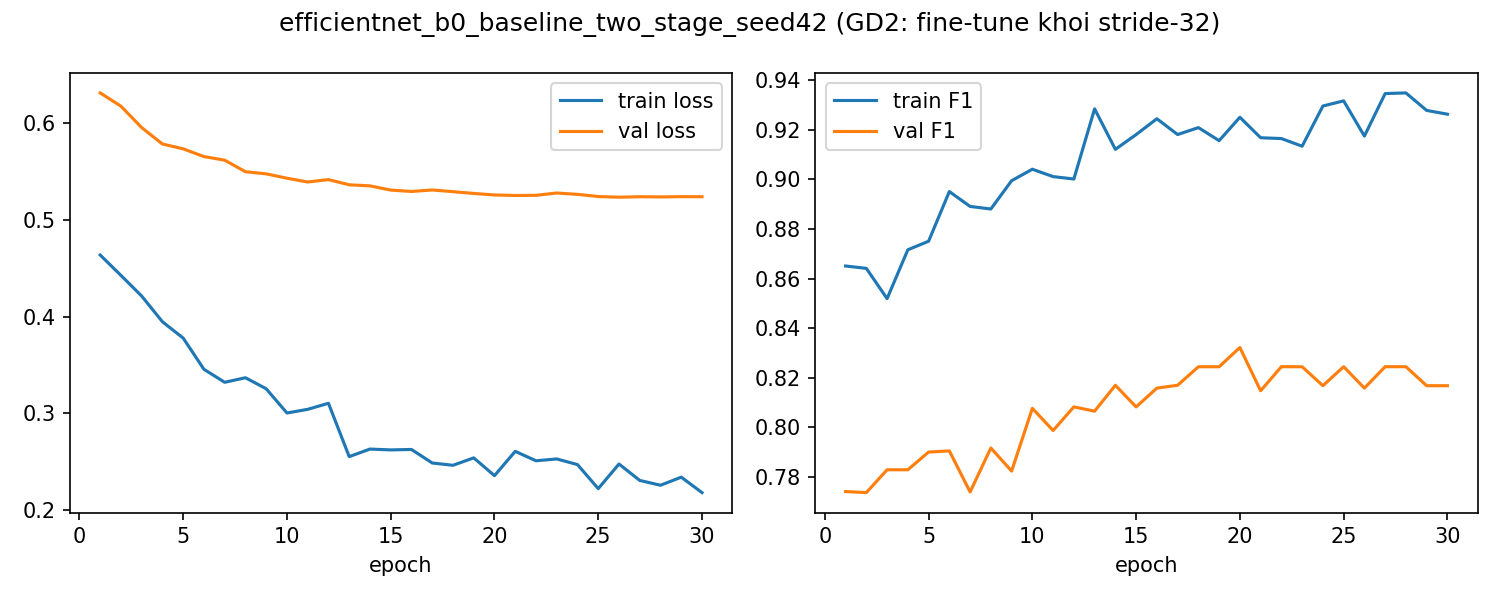 efficientnet_b0_baseline_two_stage_seed42 (GD2: fine-tune khoi stride-32)
train loss
val loss
0.6
0.5
0.4
0.3
0.2
0 5 10 15 20 25 30
epoch
train F1
val F1
0.94
0.92
0.90
0.88
0.86
0.84
0.82
0.80
0.78
0 5 10 15 20 25 30
epoch